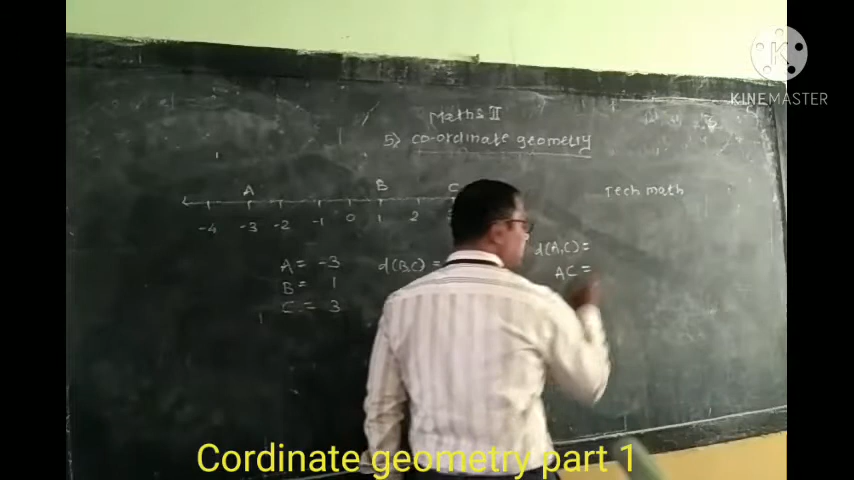 KINEMASTER
Maths II
5) co-ordinate geometry
Tech math
A B C
-4 -3 -2 -1 0 1 2
A = -3
B = 1
C = 3
d(B,C) =
d(A,C) =
AC =
Cordinate geometry part 1